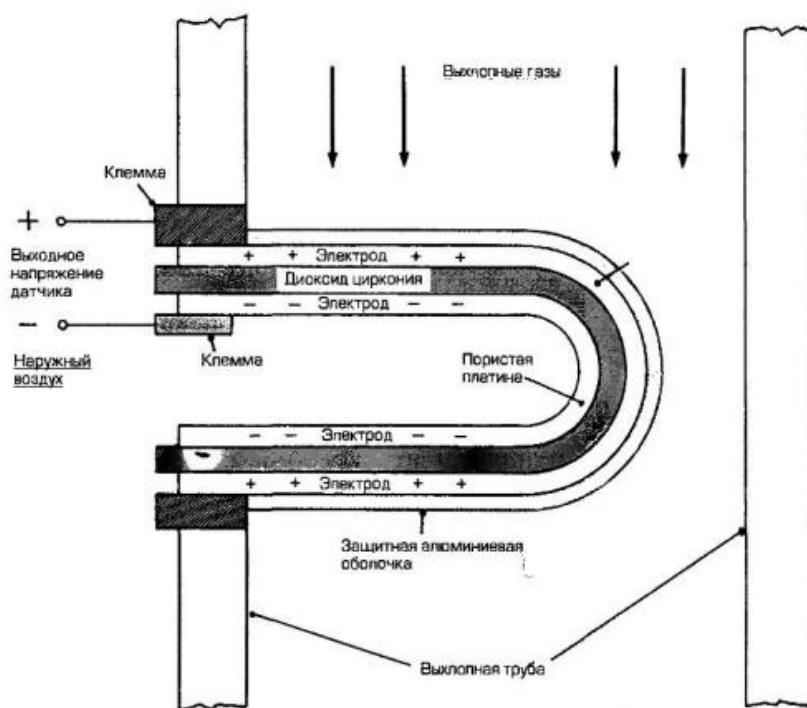 Выхлопные газы
Клемма
+
Выходное
напряжение
датчика
−
Наружный
воздух
+ + Электрод + +
Диоксид циркония
− − Электрод − −
Клемма
Пористая
платина
− − Электрод − −
+ + Электрод + +
Защитная алюминиевая
оболочка
Выхлопная труба